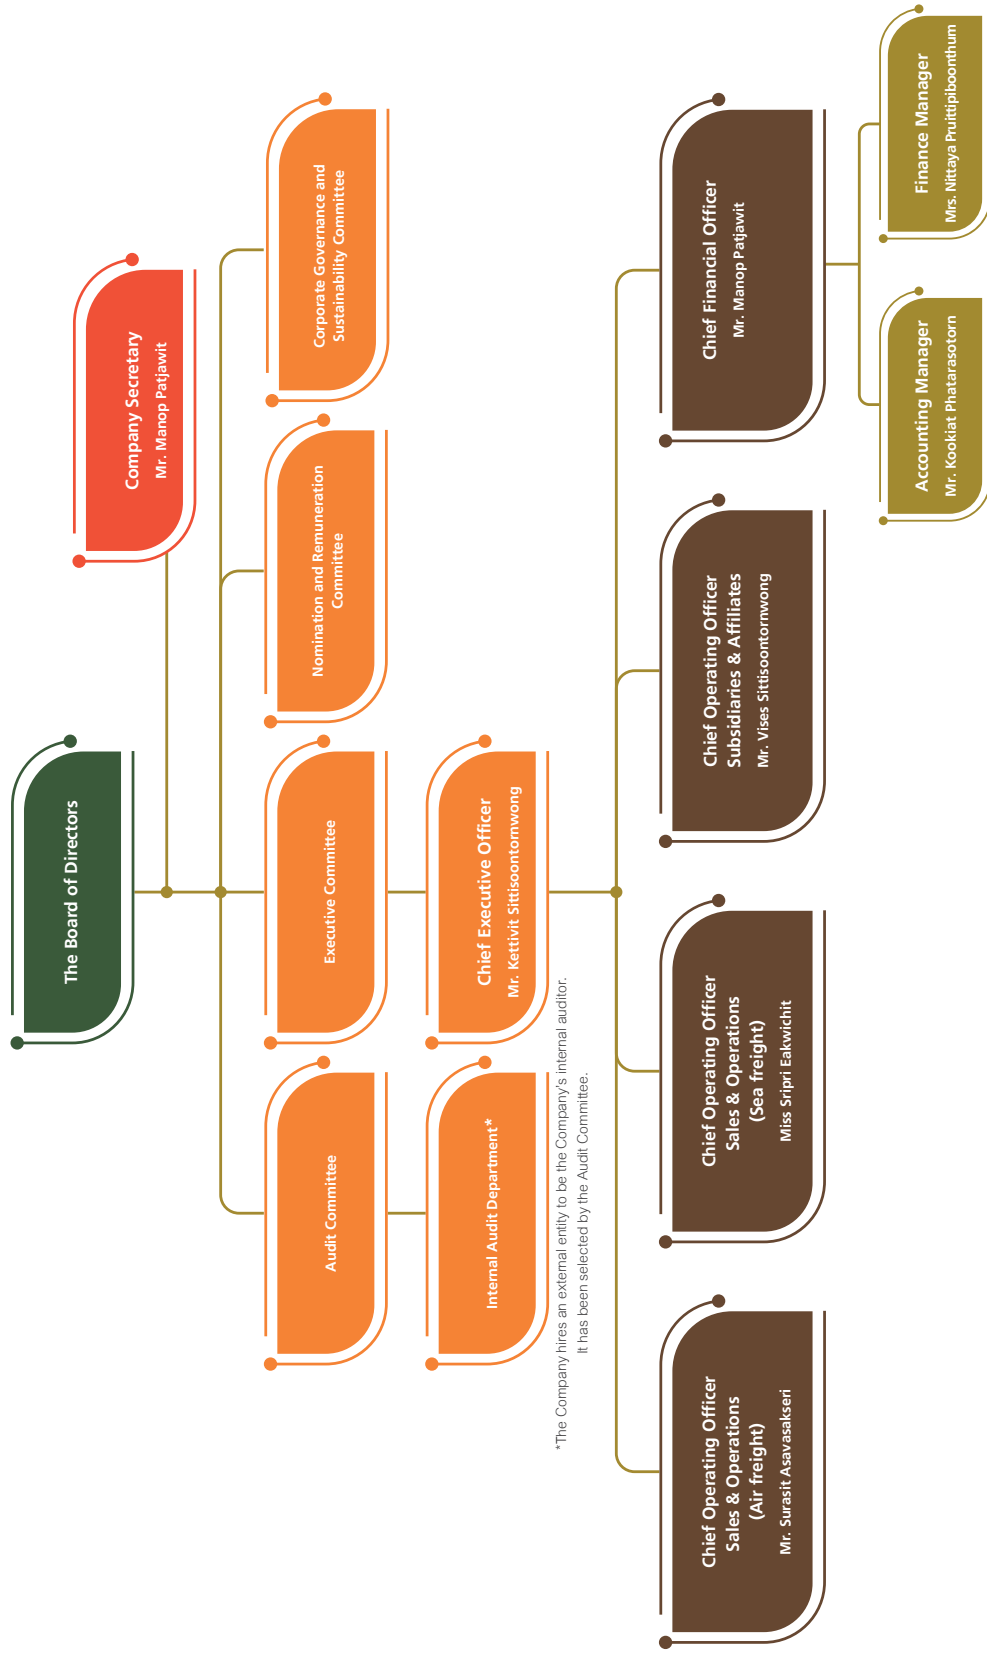 The Board of Directors
Company Secretary
Mr. Manop Patjawit
Audit Committee
Executive Committee
Nomination and Remuneration
Committee
Corporate Governance and
Sustainability Committee
Internal Audit Department*
Chief Executive Officer
Mr. Kettivit Sittisoontornwong
*The Company hires an external entity to be the Company's internal auditor.
It has been selected by the Audit Committee.
Chief Operating Officer
Sales & Operations
(Air freight)
Mr. Surasit Asavasakseri
Chief Operating Officer
Sales & Operations
(Sea freight)
Miss Sripri Eakwichit
Chief Operating Officer
Subsidiaries & Affiliates
Mr. Vises Sittisoontornwong
Chief Financial Officer
Mr. Manop Patjawit
Accounting Manager
Mr. Kookiat Phatarasotorn
Finance Manager
Mrs. Nittaya Pruittipiboonthum